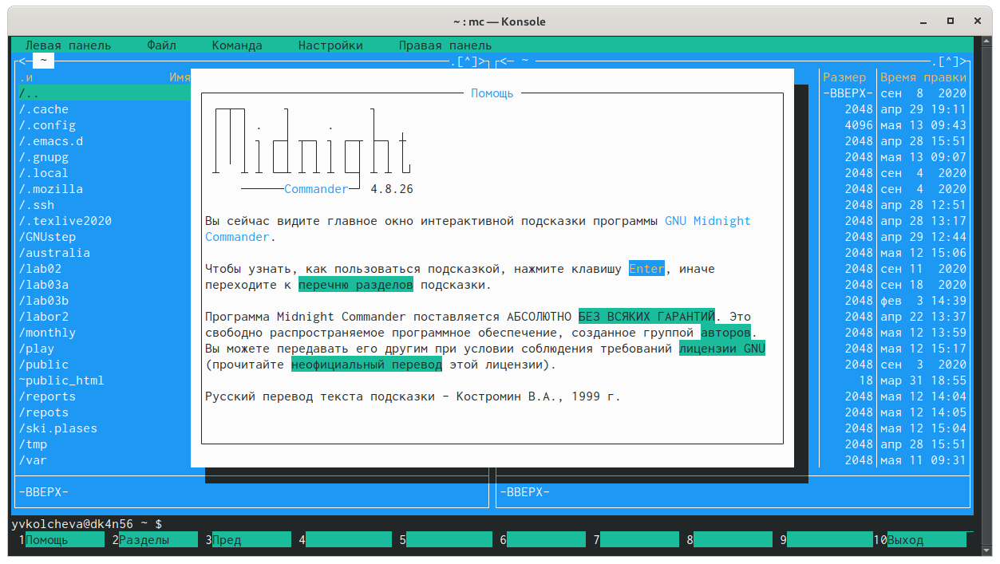 ~ : mc — Konsole
Левая панель Файл Команда Настройки Правая панель
<─ ~ .[^]> <─ ~ .[^]>
.и Имя Размер Время правки
/.. -ВВЕРХ- сен 8 2020
/.cache 2048 апр 29 19:11
/.config 4096 мая 13 09:43
/.emacs.d 2048 апр 28 15:51
/.gnupg 2048 мая 13 09:07
/.local 2048 сен 4 2020
/.mozilla 2048 сен 4 2020
/.ssh 2048 апр 28 12:51
/.texlive2020 2048 апр 28 13:17
/GNUstep 2048 апр 29 12:44
/australia 2048 мая 12 15:06
/lab02 2048 сен 11 2020
/lab03a 2048 сен 18 2020
/lab03b 2048 фев 3 14:39
/labor2 2048 апр 22 13:37
/monthly 2048 мая 12 13:59
/play 2048 мая 12 15:17
/public 2048 сен 3 2020
~public_html 18 мар 31 18:55
/reports 2048 мая 12 14:04
/repots 2048 мая 12 14:05
/ski.plases 2048 мая 12 15:04
/tmp 2048 апр 28 15:51
/var 2048 мая 11 09:31
Помощь
Midnight
Commander 4.8.26
Вы сейчас видите главное окно интерактивной подсказки программы GNU Midnight
Commander.
Чтобы узнать, как пользоваться подсказкой, нажмите клавишу Enter, иначе
переходите к перечню разделов подсказки.
Программа Midnight Commander поставляется АБСОЛЮТНО БЕЗ ВСЯКИХ ГАРАНТИЙ. Это
свободно распространяемое программное обеспечение, созданное группой авторов.
Вы можете передавать его другим при условии соблюдения требований лицензии GNU
(прочитайте неофициальный перевод этой лицензии).
Русский перевод текста подсказки - Костромин В.А., 1999 г.
-ВВЕРХ- -ВВЕРХ-
yvkolcheva@dk4n56 ~ $
1Помощь 2Разделы 3Пред 4 5 6 7 8 9 10Выход